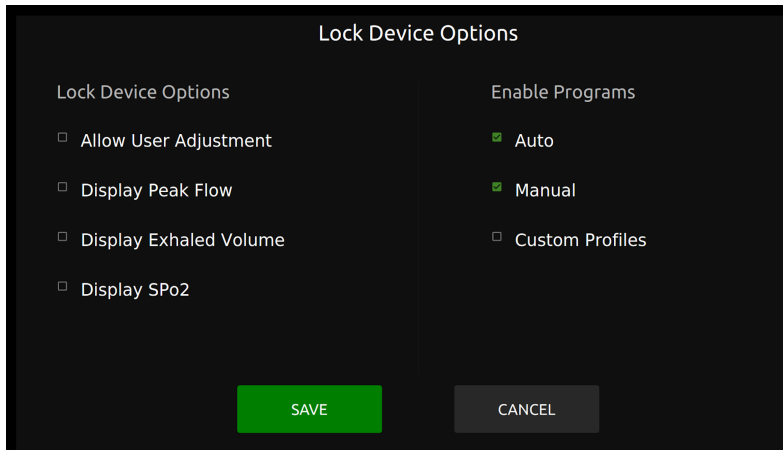 Lock Device Options
Lock Device Options
Allow User Adjustment
Display Peak Flow
Display Exhaled Volume
Display SPo2
Enable Programs
Auto
Manual
Custom Profiles
SAVE
CANCEL